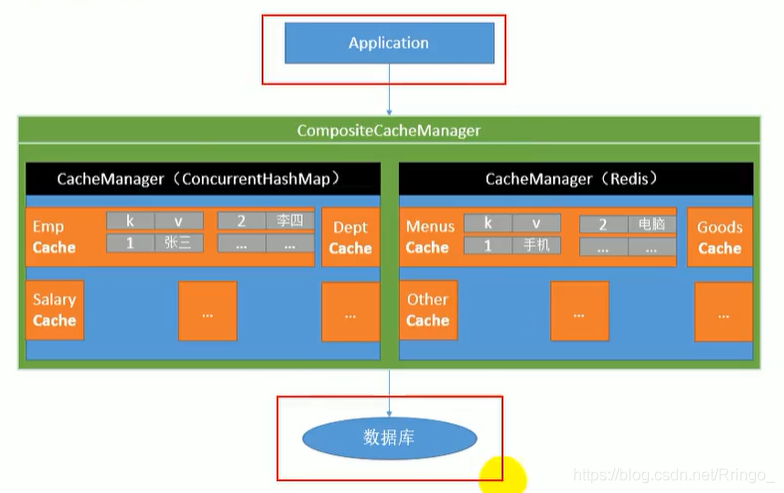 Application
CompositeCacheManager
CacheManager（ConcurrentHashMap）
Emp
Cache
k v
1 张三
2 李四
... ...
Dept
Cache
Salary
Cache
...
...
CacheManager（Redis）
Menus
Cache
k v
1 手机
2 电脑
... ...
Goods
Cache
Other
Cache
...
...
数据库
https://blog.csdn.net/Rringo_